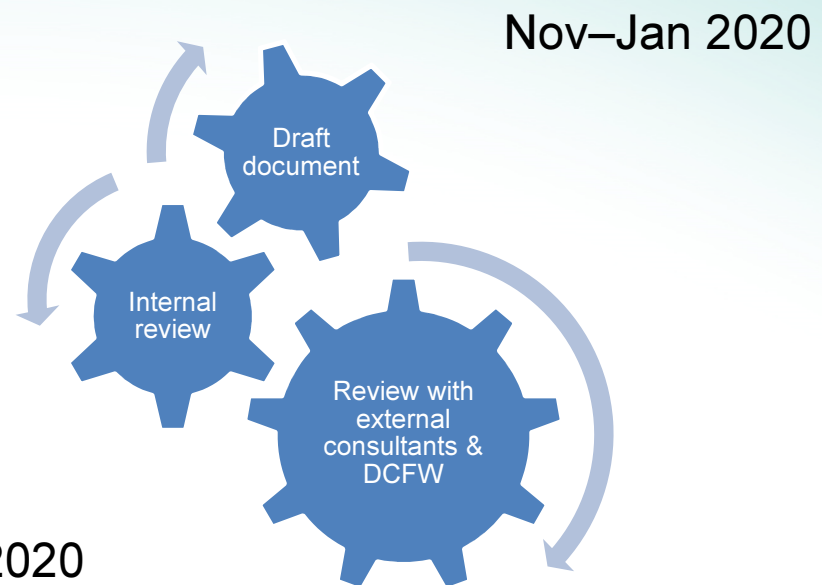 Nov–Jan 2020
Draft
document
Internal
review
Review with
external
consultants &
DCFW
2020